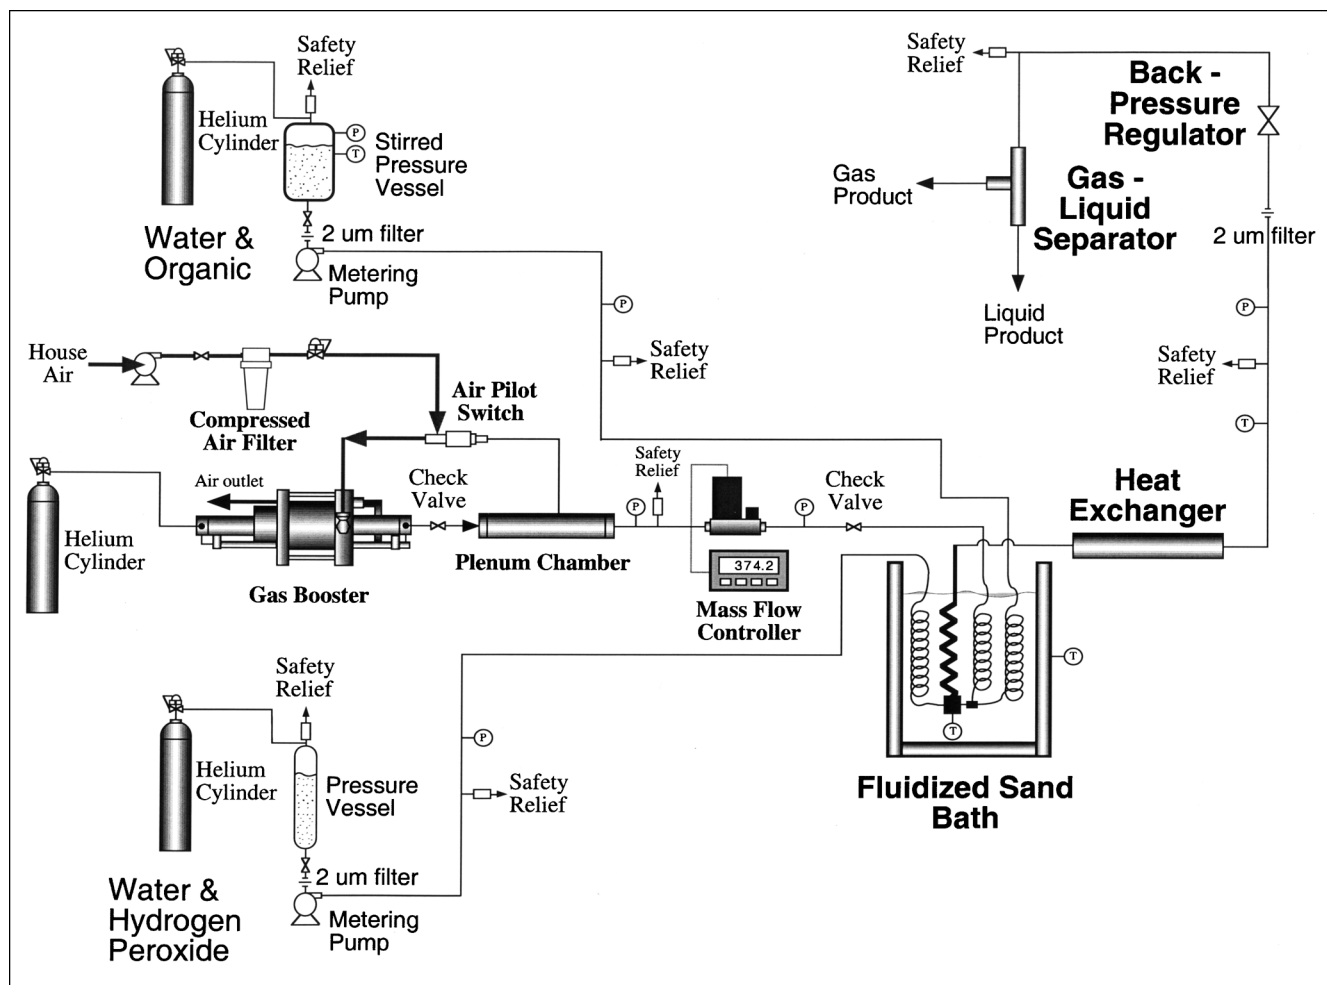 Safety
Relief
Helium
Cylinder
P
T
Stirred
Pressure
Vessel
Water &
Organic
2 um filter
Metering
Pump
P
Safety
Relief
Safety
Relief
Back -
Pressure
Regulator
Gas
Product
Gas -
Liquid
Separator
Liquid
Product
2 um filter
P
Safety
Relief
T
Heat
Exchanger
House
Air
Compressed
Air Filter
Air Pilot
Switch
Air outlet
Check
Valve
Helium
Cylinder
Gas Booster
Plenum Chamber
P
Safety
Relief
374.2
Mass Flow
Controller
P
Check
Valve
T
T
Fluidized Sand
Bath
Safety
Relief
Helium
Cylinder
Pressure
Vessel
P
Safety
Relief
2 um filter
Metering
Pump
Water &
Hydrogen
Peroxide